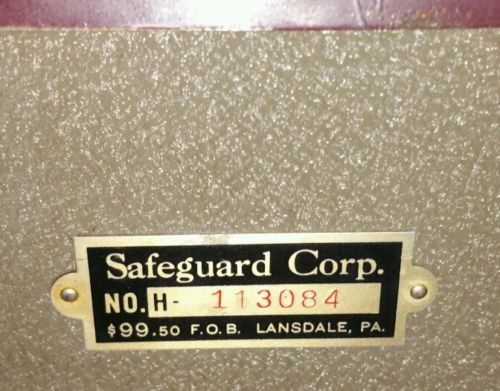 Safeguard Corp.
NO. H- 113084
$99.50 F.O.B. LANSDALE, PA.